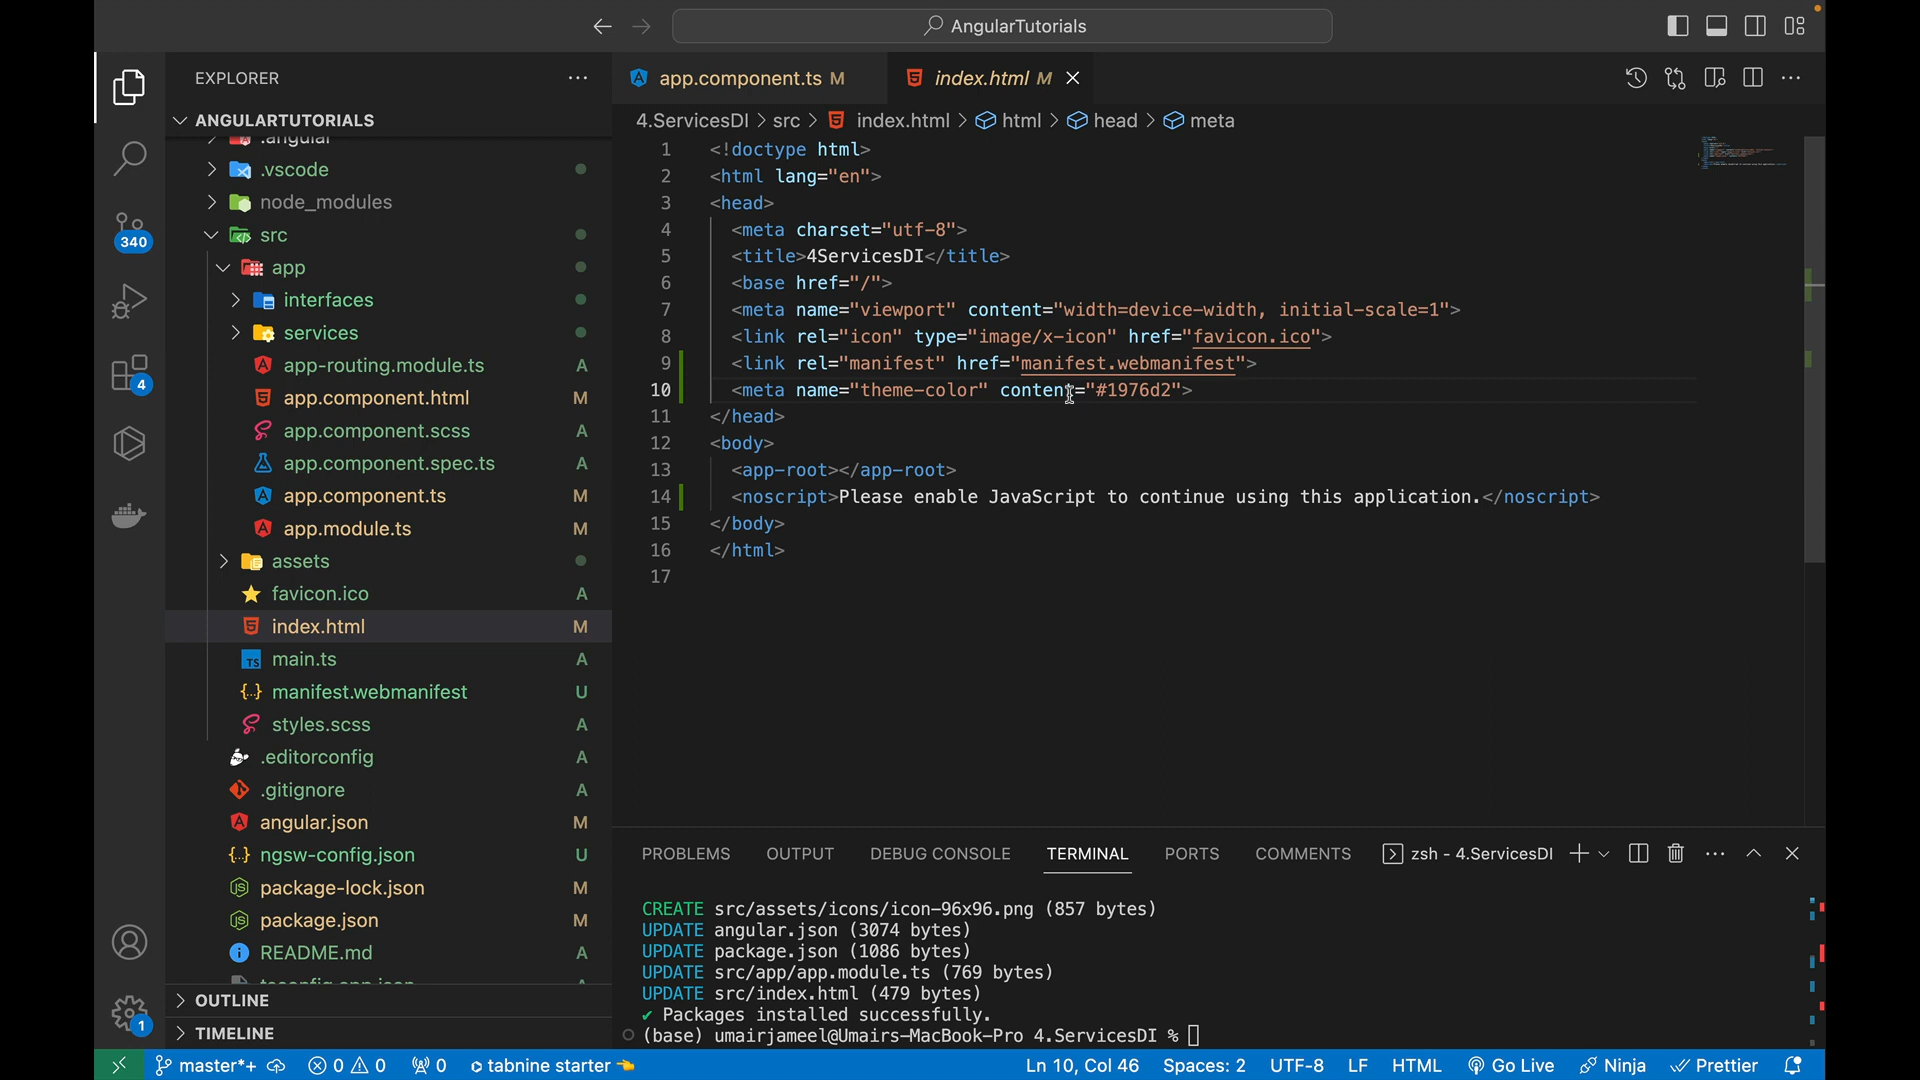 AngularTutorials
EXPLORER
ANGULARTUTORIALS
.angular
.vscode
node_modules
src
app
interfaces
services
app-routing.module.ts A
app.component.html M
app.component.scss A
app.component.spec.ts A
app.component.ts M
app.module.ts M
assets
favicon.ico A
index.html M
main.ts A
manifest.webmanifest U
styles.scss A
.editorconfig A
.gitignore A
angular.json M
ngsw-config.json U
package-lock.json M
package.json M
README.md A
tsconfig.app.json
OUTLINE
TIMELINE
340
4
1
app.component.ts M
index.html M
4.ServicesDI > src > index.html > html > head > meta
1 <!doctype html>
2 <html lang="en">
3 <head>
4 <meta charset="utf-8">
5 <title>4ServicesDI</title>
6 <base href="/">
7 <meta name="viewport" content="width=device-width, initial-scale=1">
8 <link rel="icon" type="image/x-icon" href="favicon.ico">
9 <link rel="manifest" href="manifest.webmanifest">
10 <meta name="theme-color" content="#1976d2">
11 </head>
12 <body>
13 <app-root></app-root>
14 <noscript>Please enable JavaScript to continue using this application.</noscript>
15 </body>
16 </html>
17
PROBLEMS OUTPUT DEBUG CONSOLE TERMINAL PORTS COMMENTS zsh - 4.ServicesDI
CREATE src/assets/icons/icon-96x96.png (857 bytes)
UPDATE angular.json (3074 bytes)
UPDATE package.json (1086 bytes)
UPDATE src/app/app.module.ts (769 bytes)
UPDATE src/index.html (479 bytes)
✔ Packages installed successfully.
(base) umairjameel@Umairs-MacBook-Pro 4.ServicesDI %
master*+ 0 0 0 tabnine starter Ln 10, Col 46 Spaces: 2 UTF-8 LF HTML Go Live Ninja Prettier